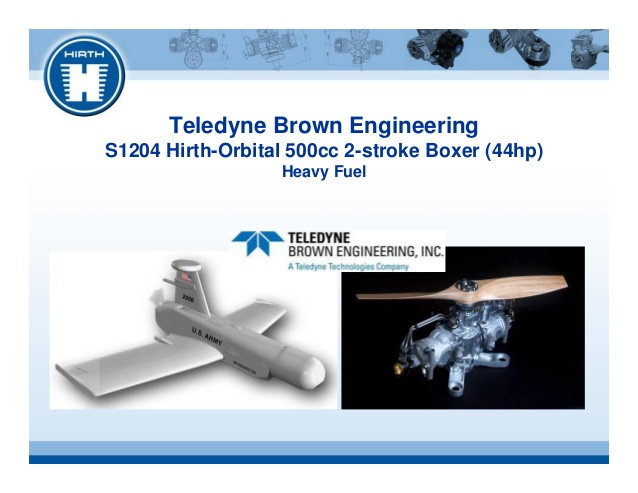 HIRTH
H
Teledyne Brown Engineering
S1204 Hirth-Orbital 500cc 2-stroke Boxer (44hp)
Heavy Fuel
TELEDYNE
BROWN ENGINEERING, INC.
A Teledyne Technologies Company
2006
U.S. ARMY